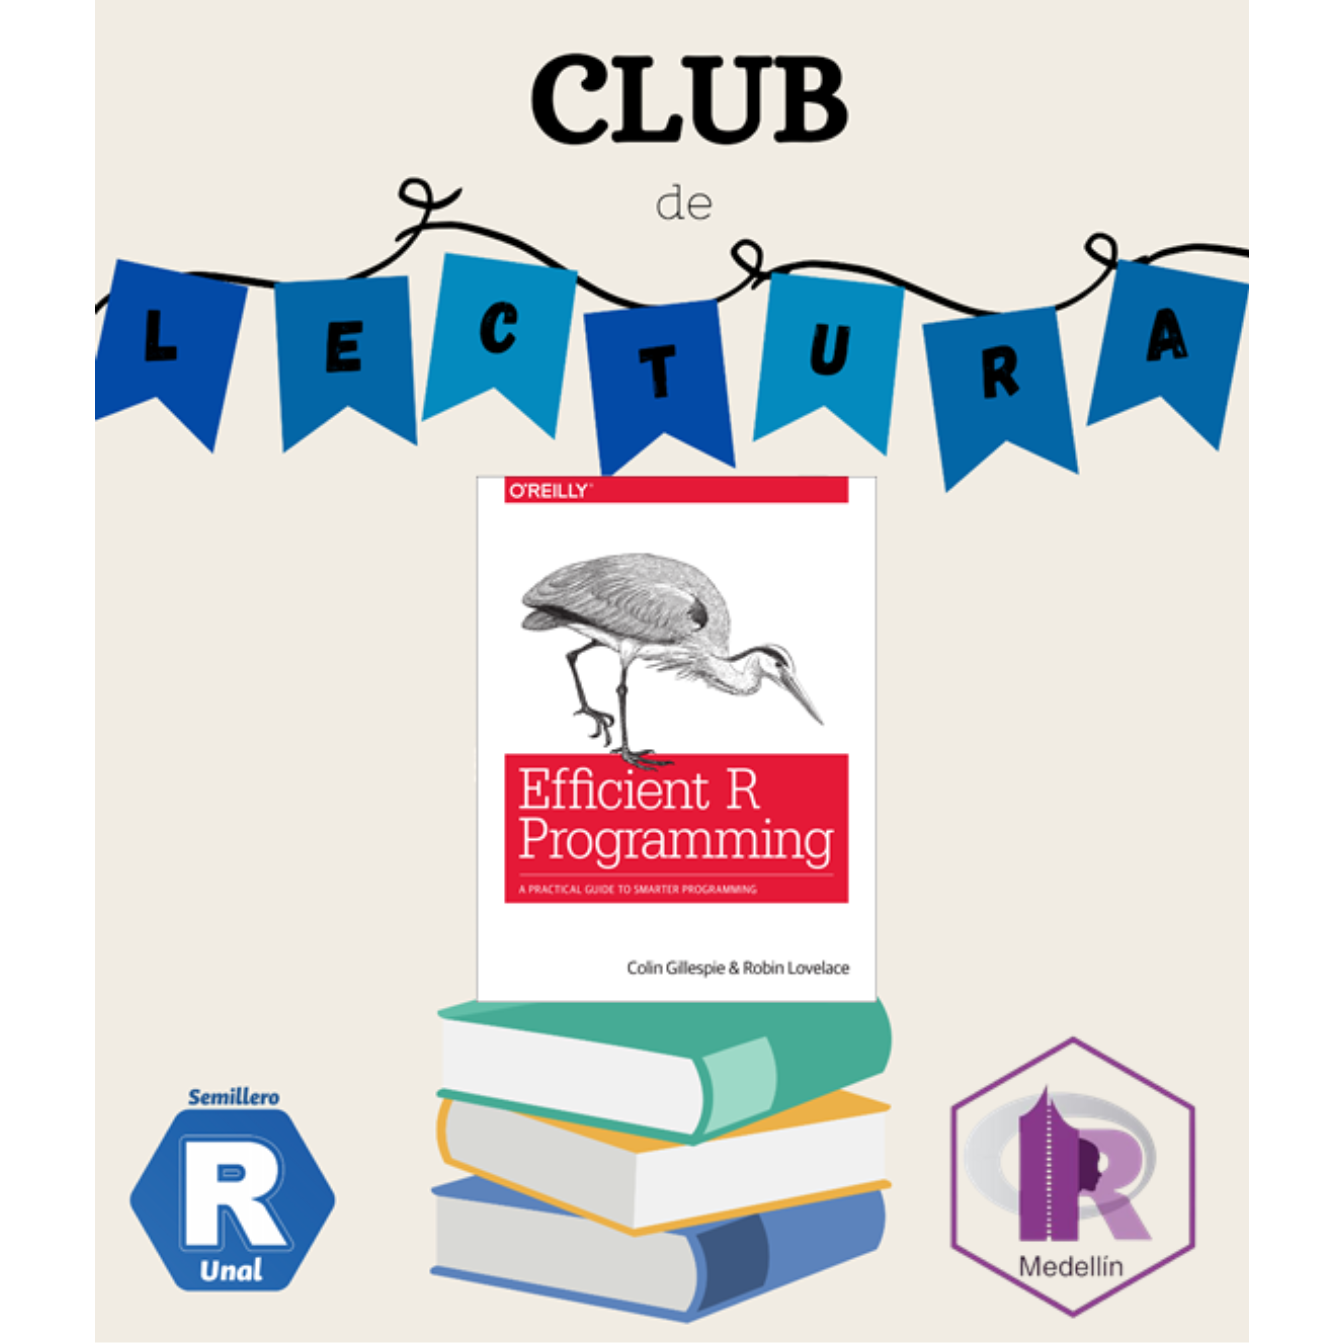 CLUB
de
LECTURA
O'REILLY
Efficient R
Programming
A PRACTICAL GUIDE TO SMARTER PROGRAMMING
Colin Gillespie & Robin Lovelace
Semillero
R
Unal
R
Medellín